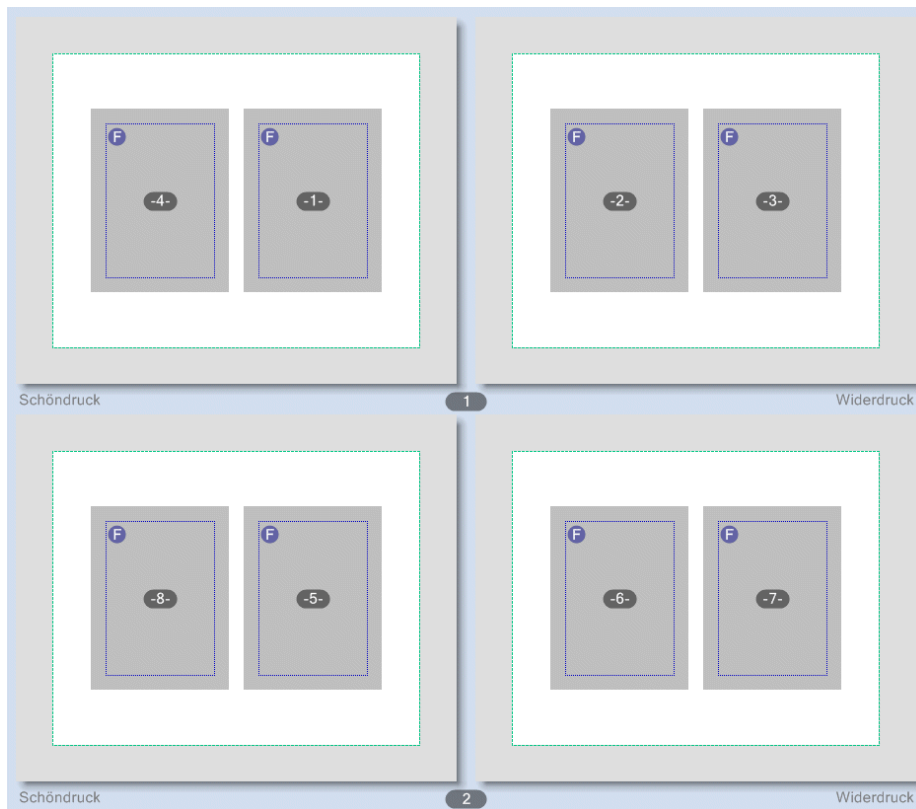 F F F F
-4- -1- -2- -3-
Schöndruck 1 Widerdruck
F F F F
-8- -5- -6- -7-
Schöndruck 2 Widerdruck